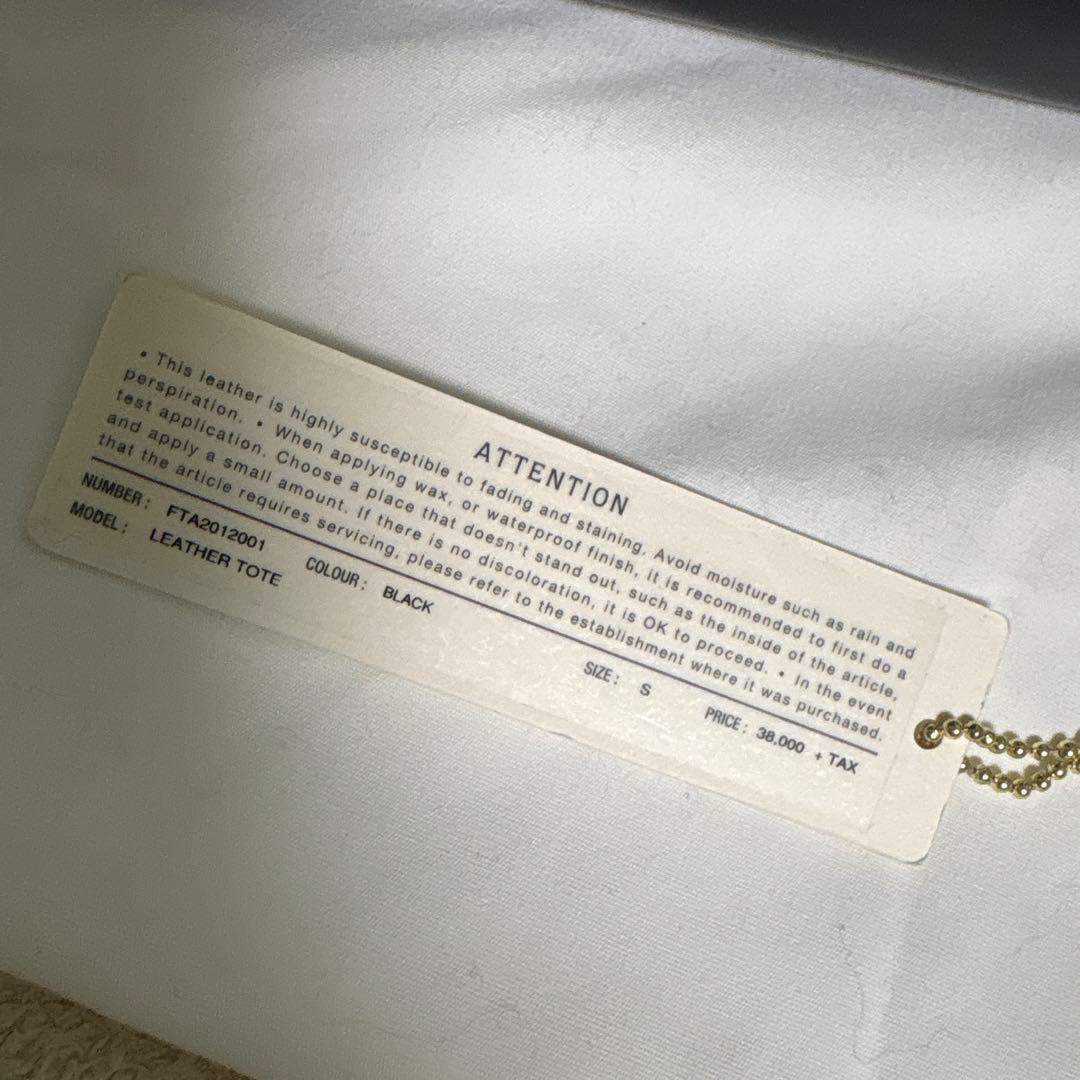 ATTENTION
• This leather is highly susceptible to fading and staining. Avoid moisture such as rain and
perspiration. • When applying wax, or waterproof finish, it is recommended to first do a
test application. Choose a place that doesn't stand out, such as the inside of the article,
and apply a small amount. If there is no discoloration, it is OK to proceed. • In the event
that the article requires servicing, please refer to the establishment where it was purchased.
NUMBER: FTA2012001 COLOUR: BLACK SIZE: S PRICE: 38,000 + TAX
MODEL: LEATHER TOTE